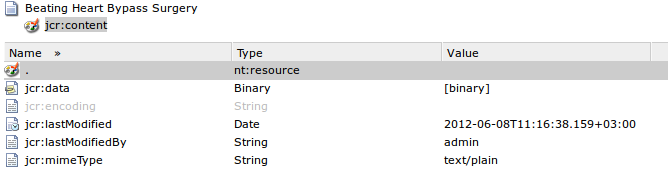 Beating Heart Bypass Surgery
jcr:content
Name » Type Value
. nt:resource
jcr:data Binary [binary]
jcr:encoding String
jcr:lastModified Date 2012-06-08T11:16:38.159+03:00
jcr:lastModifiedBy String admin
jcr:mimeType String text/plain